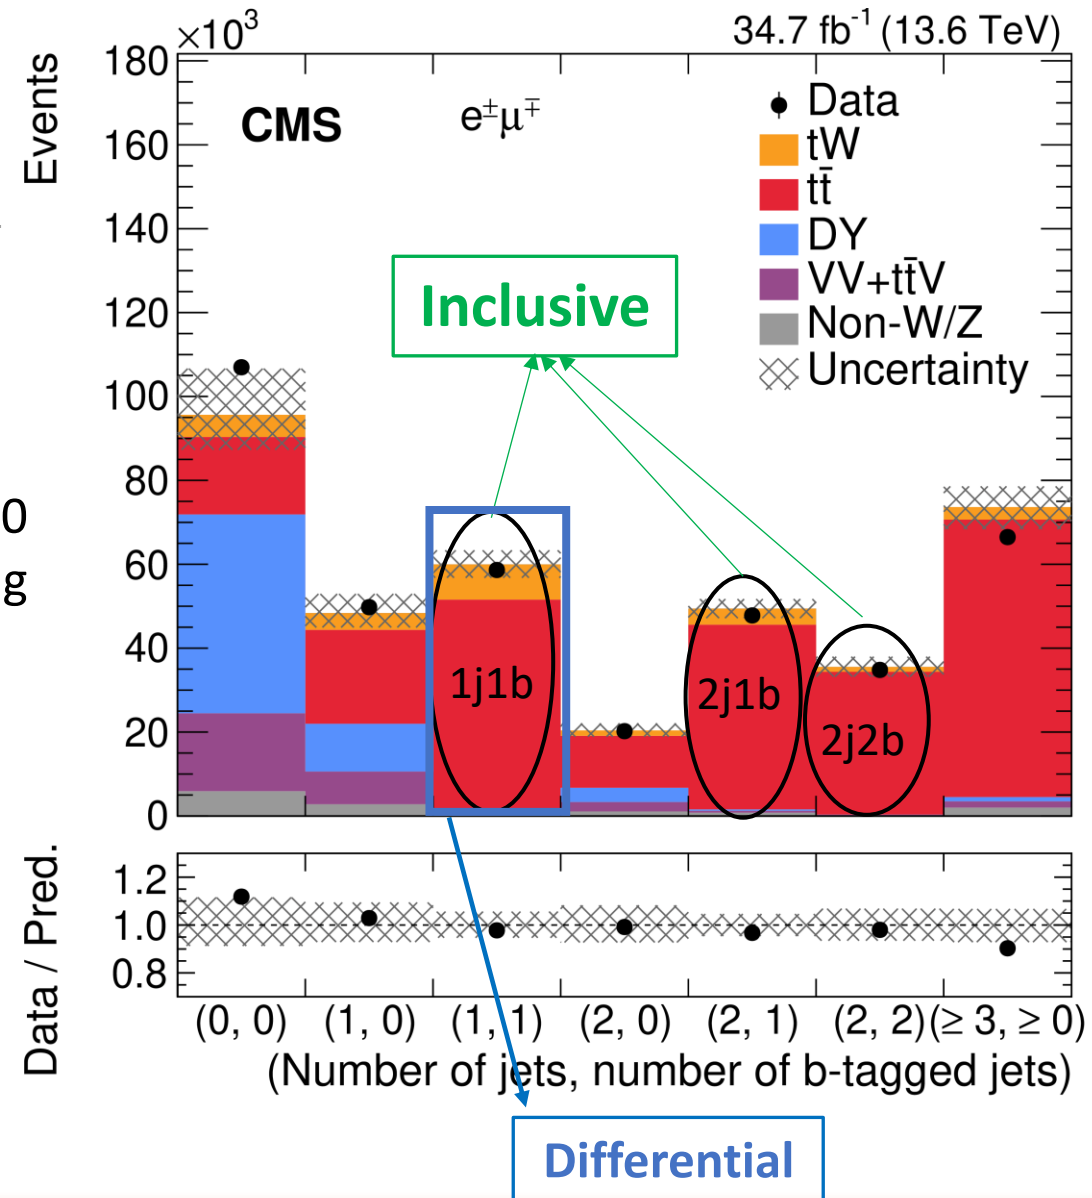 ×10³
34.7 fb⁻¹ (13.6 TeV)
Events
180
160
140
120
100
80
60
40
20
0
CMS
e±μ∓
Data
tW
tt̄
DY
VV+tt̄V
Non-W/Z
Uncertainty
Inclusive
0
g
1j1b
2j1b
2j2b
Data / Pred.
1.2
1.0
0.8
(0, 0) (1, 0) (1, 1) (2, 0) (2, 1) (2, 2) (≥ 3, ≥ 0)
(Number of jets, number of b-tagged jets)
Differential